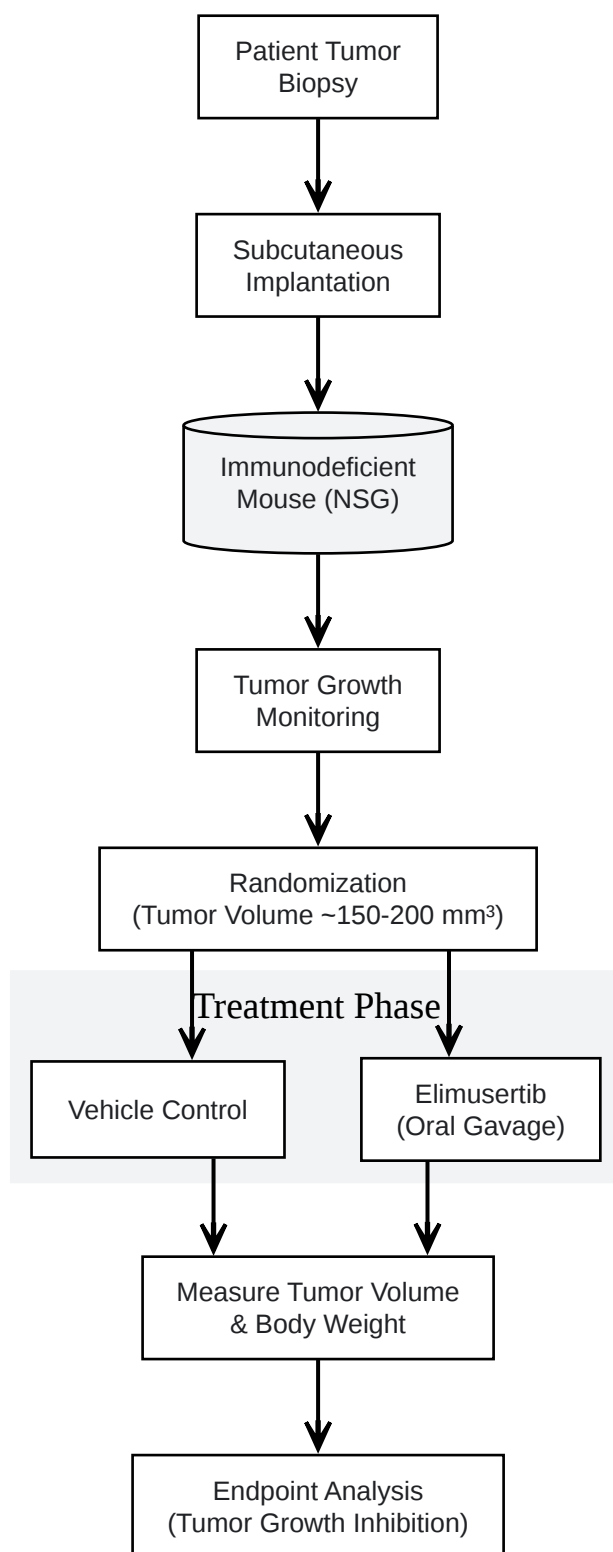 Patient Tumor
Biopsy
Subcutaneous
Implantation
Immunodeficient
Mouse (NSG)
Tumor Growth
Monitoring
Randomization
(Tumor Volume ~150-200 mm³)
Treatment Phase
Vehicle Control
Elimusertib
(Oral Gavage)
Measure Tumor Volume
& Body Weight
Endpoint Analysis
(Tumor Growth Inhibition)